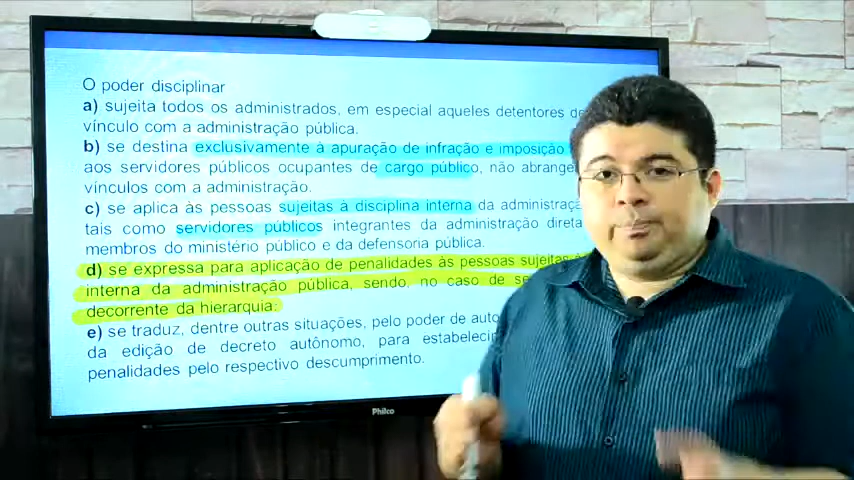 O poder disciplinar
a) sujeita todos os administrados, em especial aqueles detentores de
vínculo com a administração pública.
b) se destina exclusivamente à apuração de infração e imposição
aos servidores públicos ocupantes de cargo público, não
vínculos com a administração.
c) se aplica às pessoas sujeitas à disciplina interna da
tais como servidores públicos integrantes da administração direta
membros do ministério público e da defensoria pública.
d) se expressa para aplicação de penalidades às pessoas sujeitas
interna da administração pública, sendo, no caso de
decorrente da hierarquia:
e) se traduz, dentre outras situações, pelo poder de
da edição de decreto autônomo, para
penalidades pelo respectivo descumprimento.
Philco